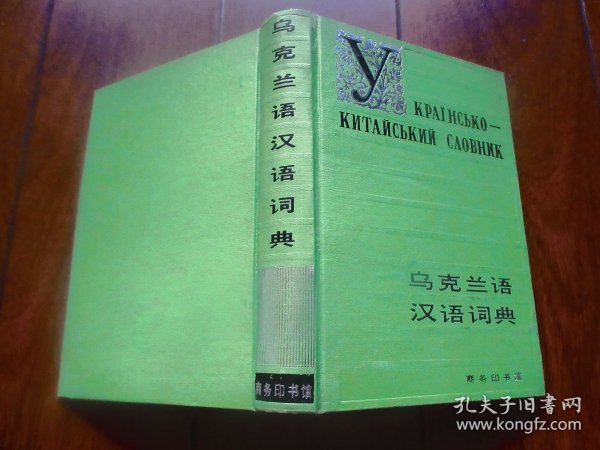 乌克兰语汉语词典
商务印书馆
УКРАЇНСЬКО—
КИТАЙСЬКИЙ СЛОВНИК
乌克兰语
汉语词典
商务印书馆
孔夫子旧书网
www.kongfz.com